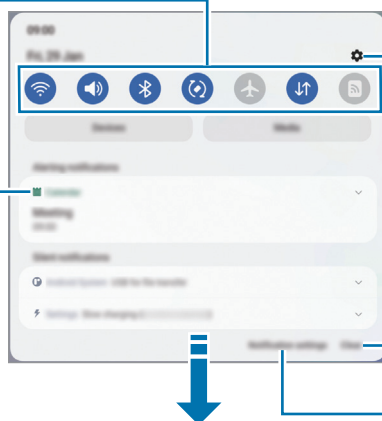 09:00
Fri, 29 Jan
Devices
Media
Alerting notifications
Calendar
Meeting
09:00
Silent notifications
Android System USB for file transfer
Settings Slow charging
Notification settings Clear